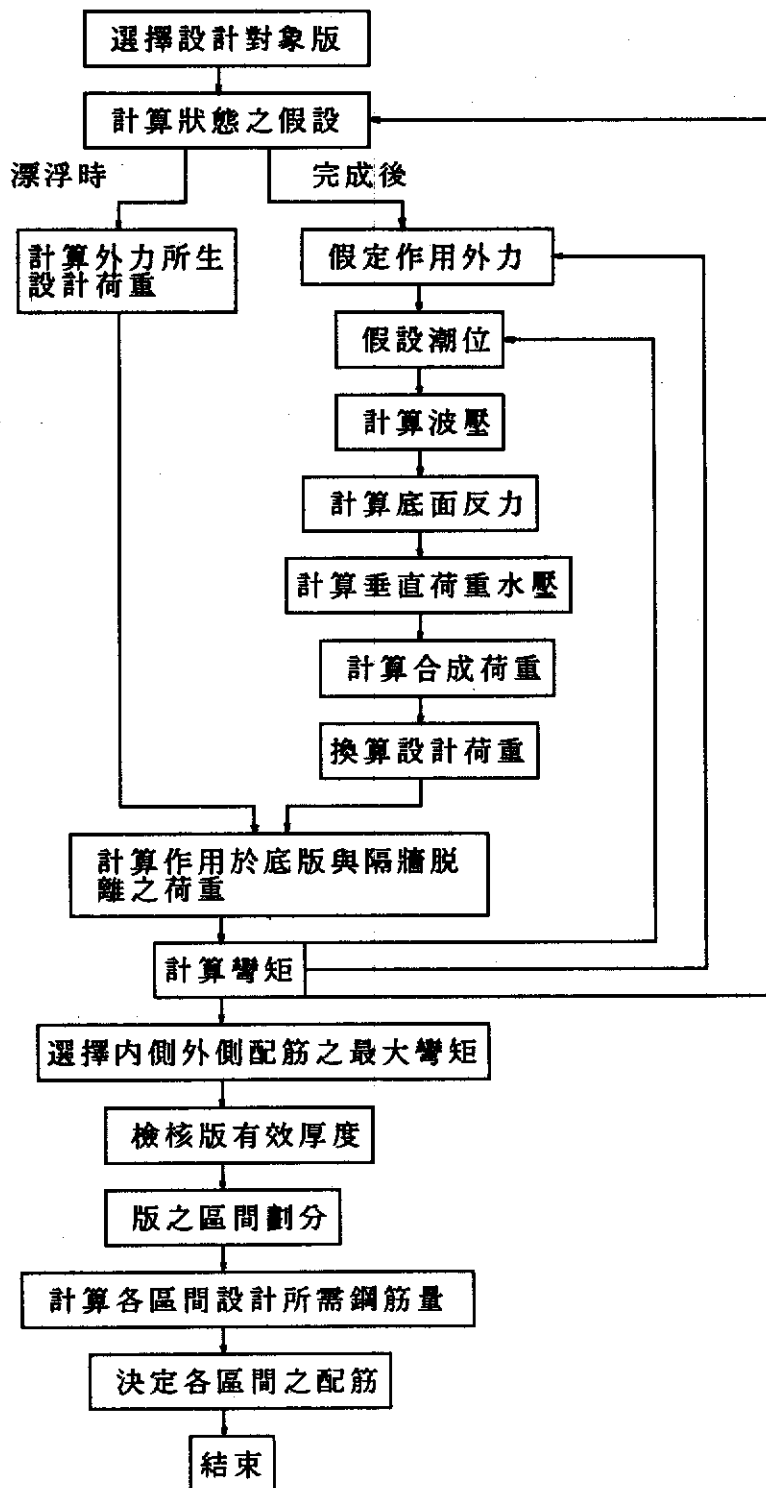 選擇設計對象版
計算狀態之假設
漂浮時
完成後
計算外力所生
設計荷重
假定作用外力
假設潮位
計算波壓
計算底面反力
計算垂直荷重水壓
計算合成荷重
換算設計荷重
計算作用於底版與隔牆脫
離之荷重
計算彎矩
選擇內側外側配筋之最大彎矩
檢核版有效厚度
版之區間劃分
計算各區間設計所需鋼筋量
決定各區間之配筋
結束